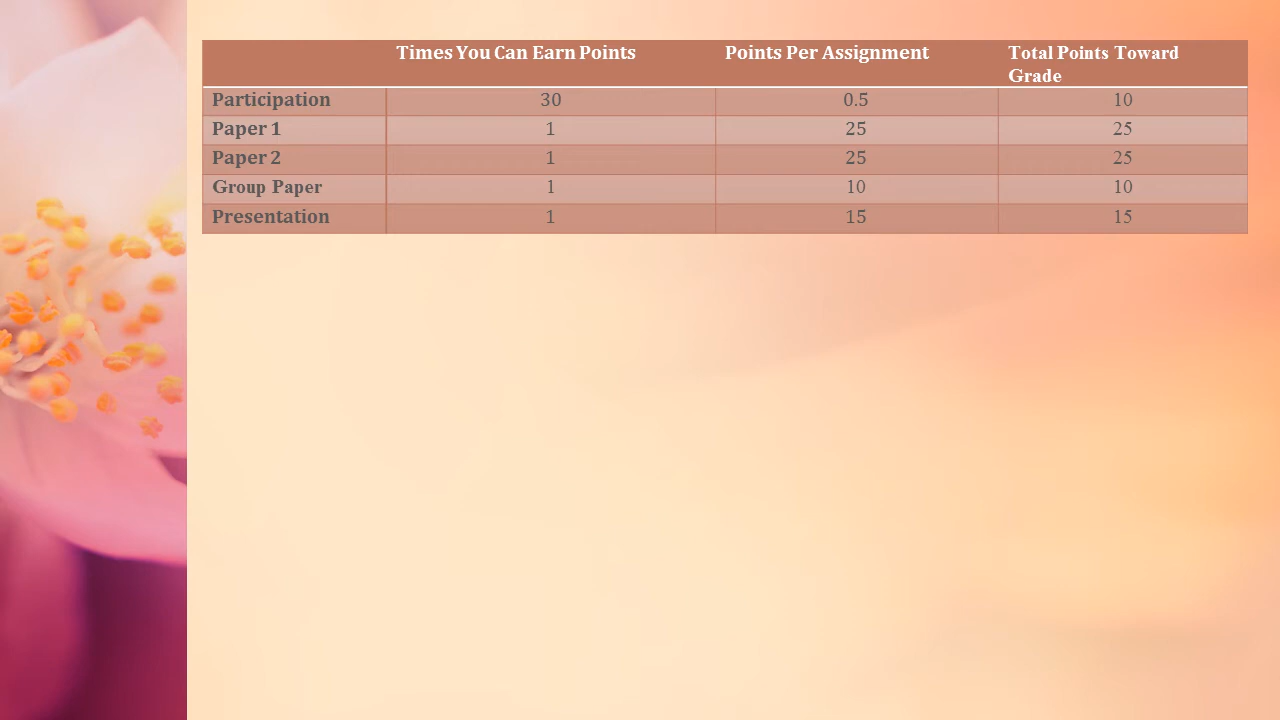 Times You Can Earn Points Points Per Assignment Total Points Toward
Grade
Participation 30 0.5 10
Paper 1 1 25 25
Paper 2 1 25 25
Group Paper 1 10 10
Presentation 1 15 15